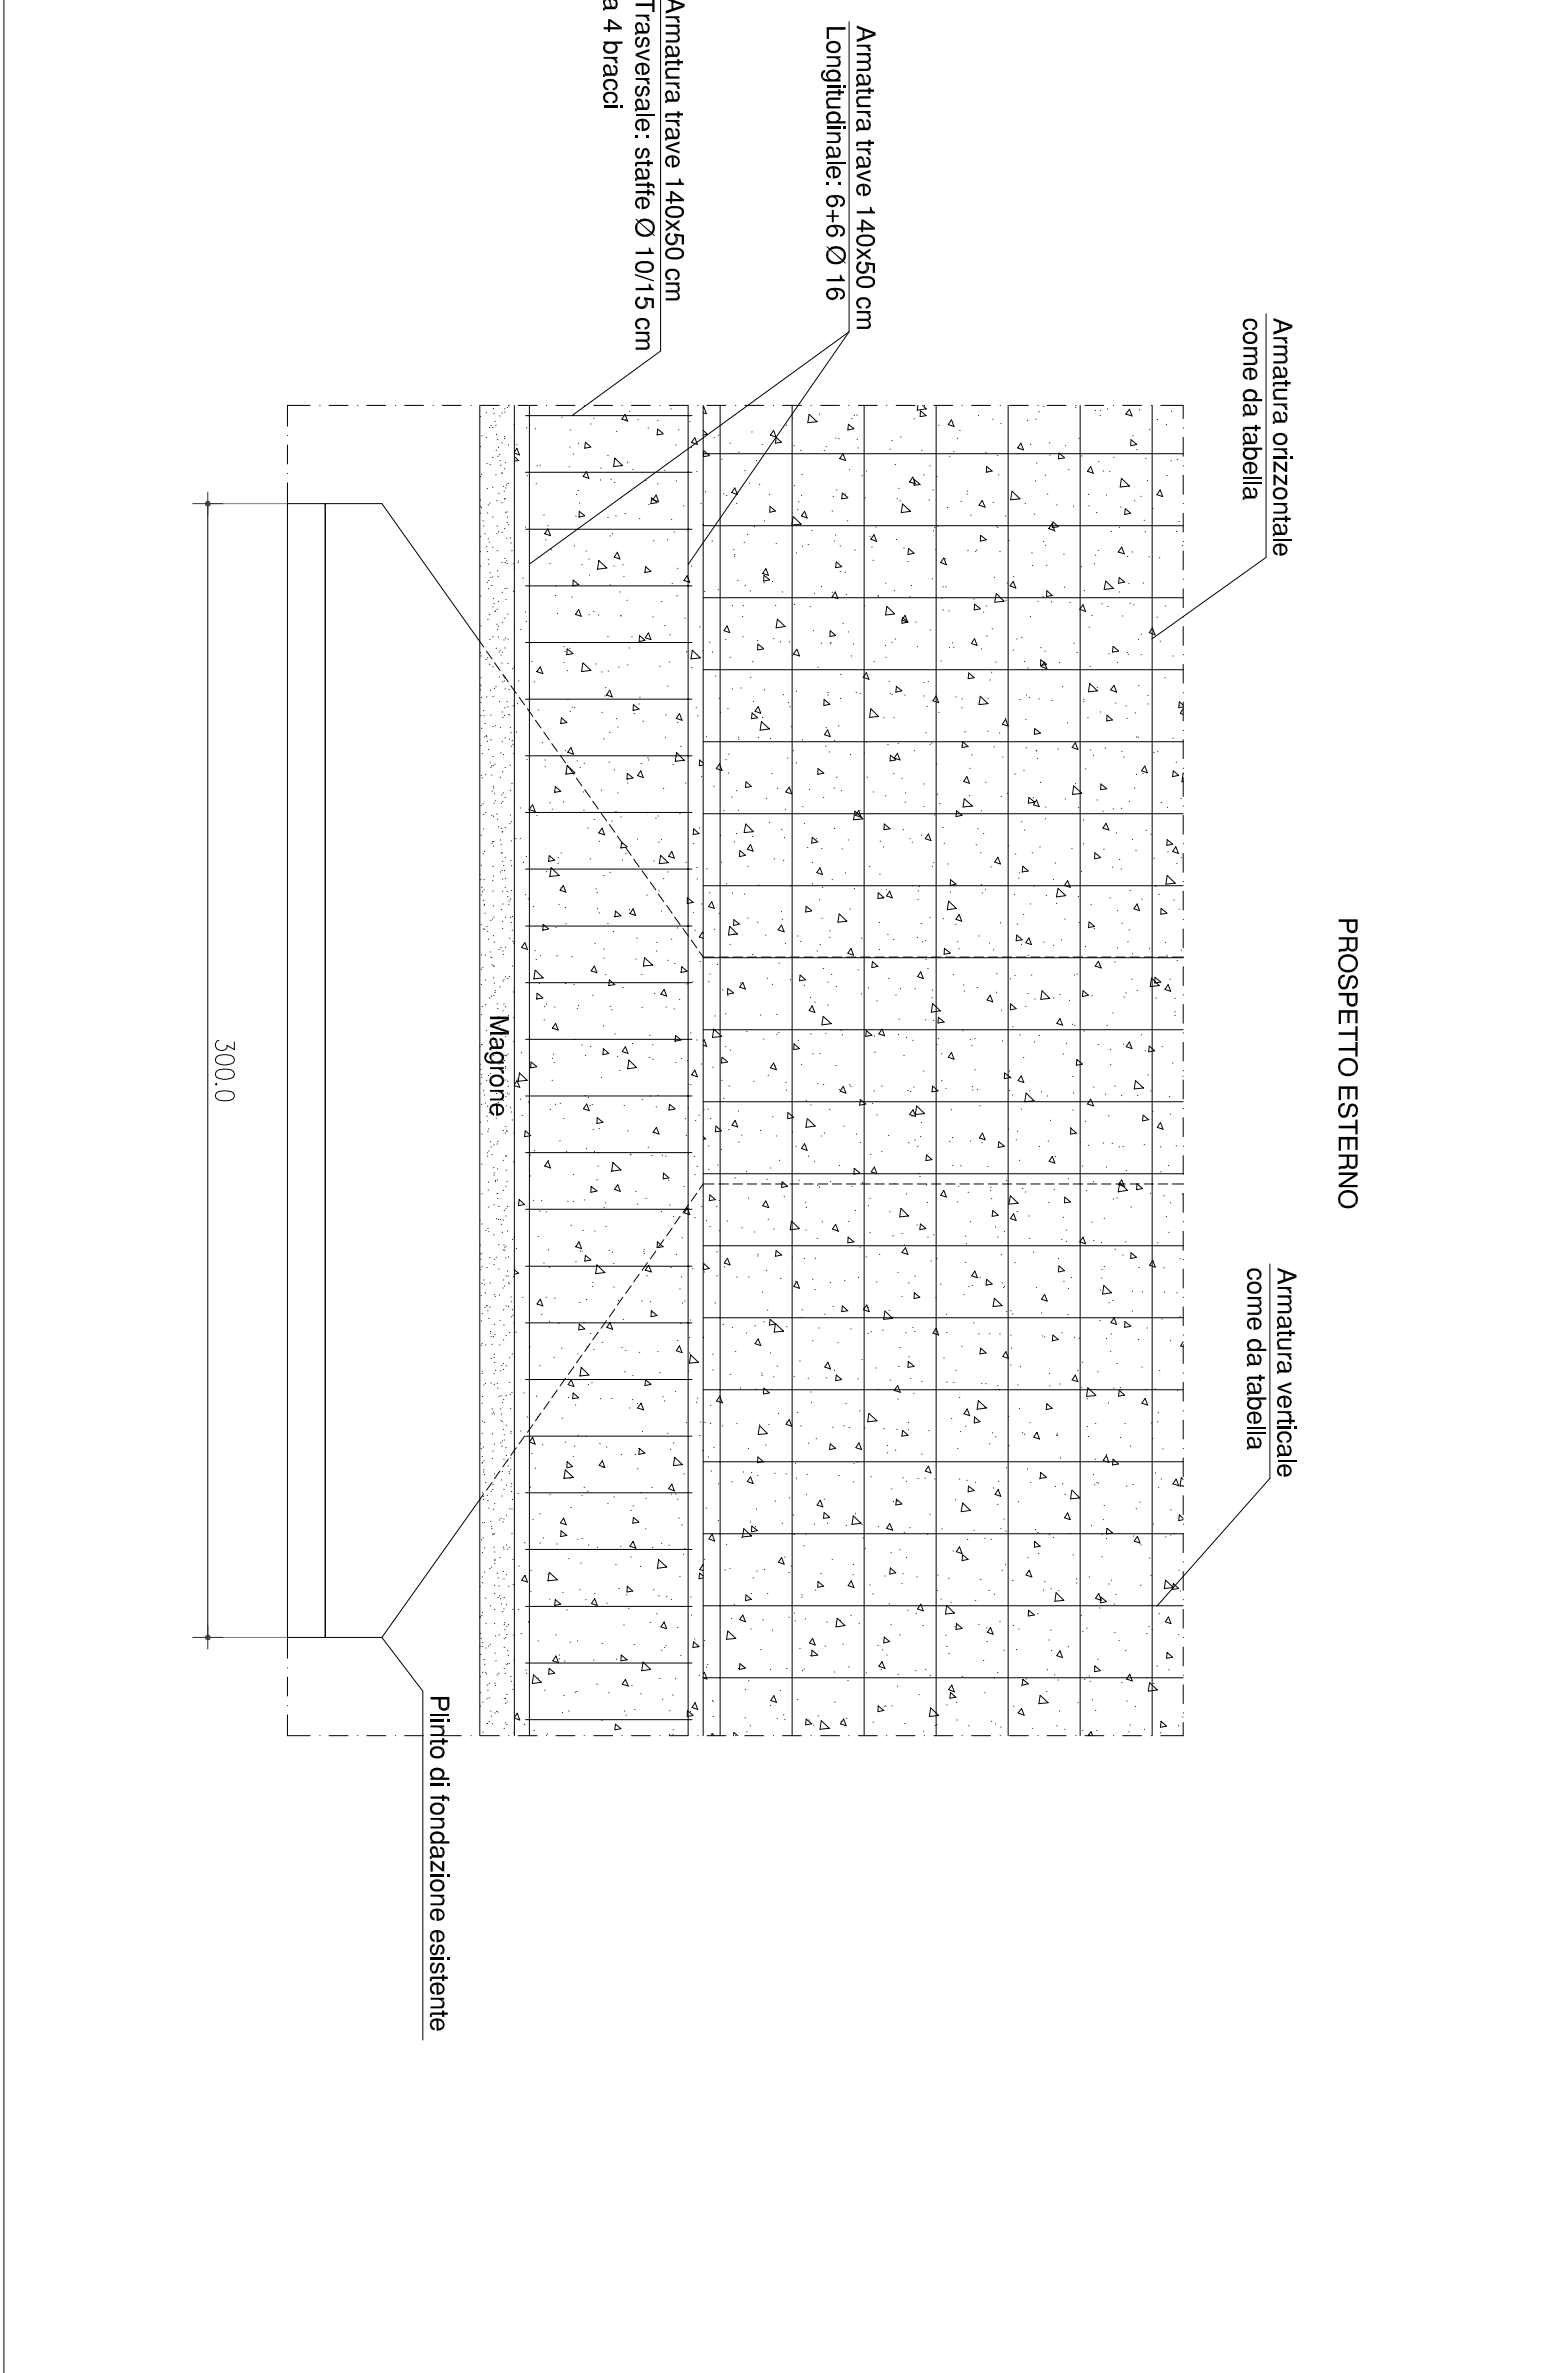 PROSPETTO ESTERNO
Armatura orizzontale
come da tabella
Armatura verticale
come da tabella
Armatura trave 140x50 cm
Longitudinale: 6+6 Ø 16
Armatura trave 140x50 cm
Trasversale: staffe Ø 10/15 cm
a 4 bracci
Magrone
Plinto di fondazione esistente
300.0